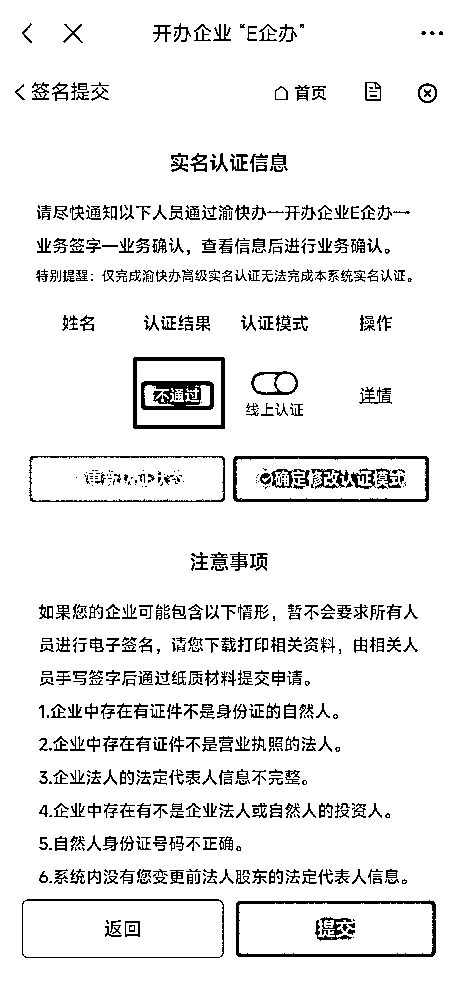 开办企业“E企办”
签名提交 首页
实名认证信息
请尽快通知以下人员通过渝快办—开办企业E企办—
业务签字—业务确认，查看信息后进行业务确认。
特别提醒：仅完成渝快办高级实名认证无法完成本系统实名认证。
姓名 认证结果 认证模式 操作
不通过 线上认证 详情
重新认证状态 确定修改认证模式
注意事项
如果您的企业可能包含以下情形，暂不会要求所有人
员进行电子签名，请您下载打印相关资料，由相关人
员手写签字后通过纸质材料提交申请。
1.企业中存在有证件不是身份证的自然人。
2.企业中存在有证件不是营业执照的法人。
3.企业法人的法定代表人信息不完整。
4.企业中存在有不是企业法人或自然人的投资人。
5.自然人身份证号码不正确。
6.系统内没有您变更前法人股东的法定代表人信息。
返回 提交